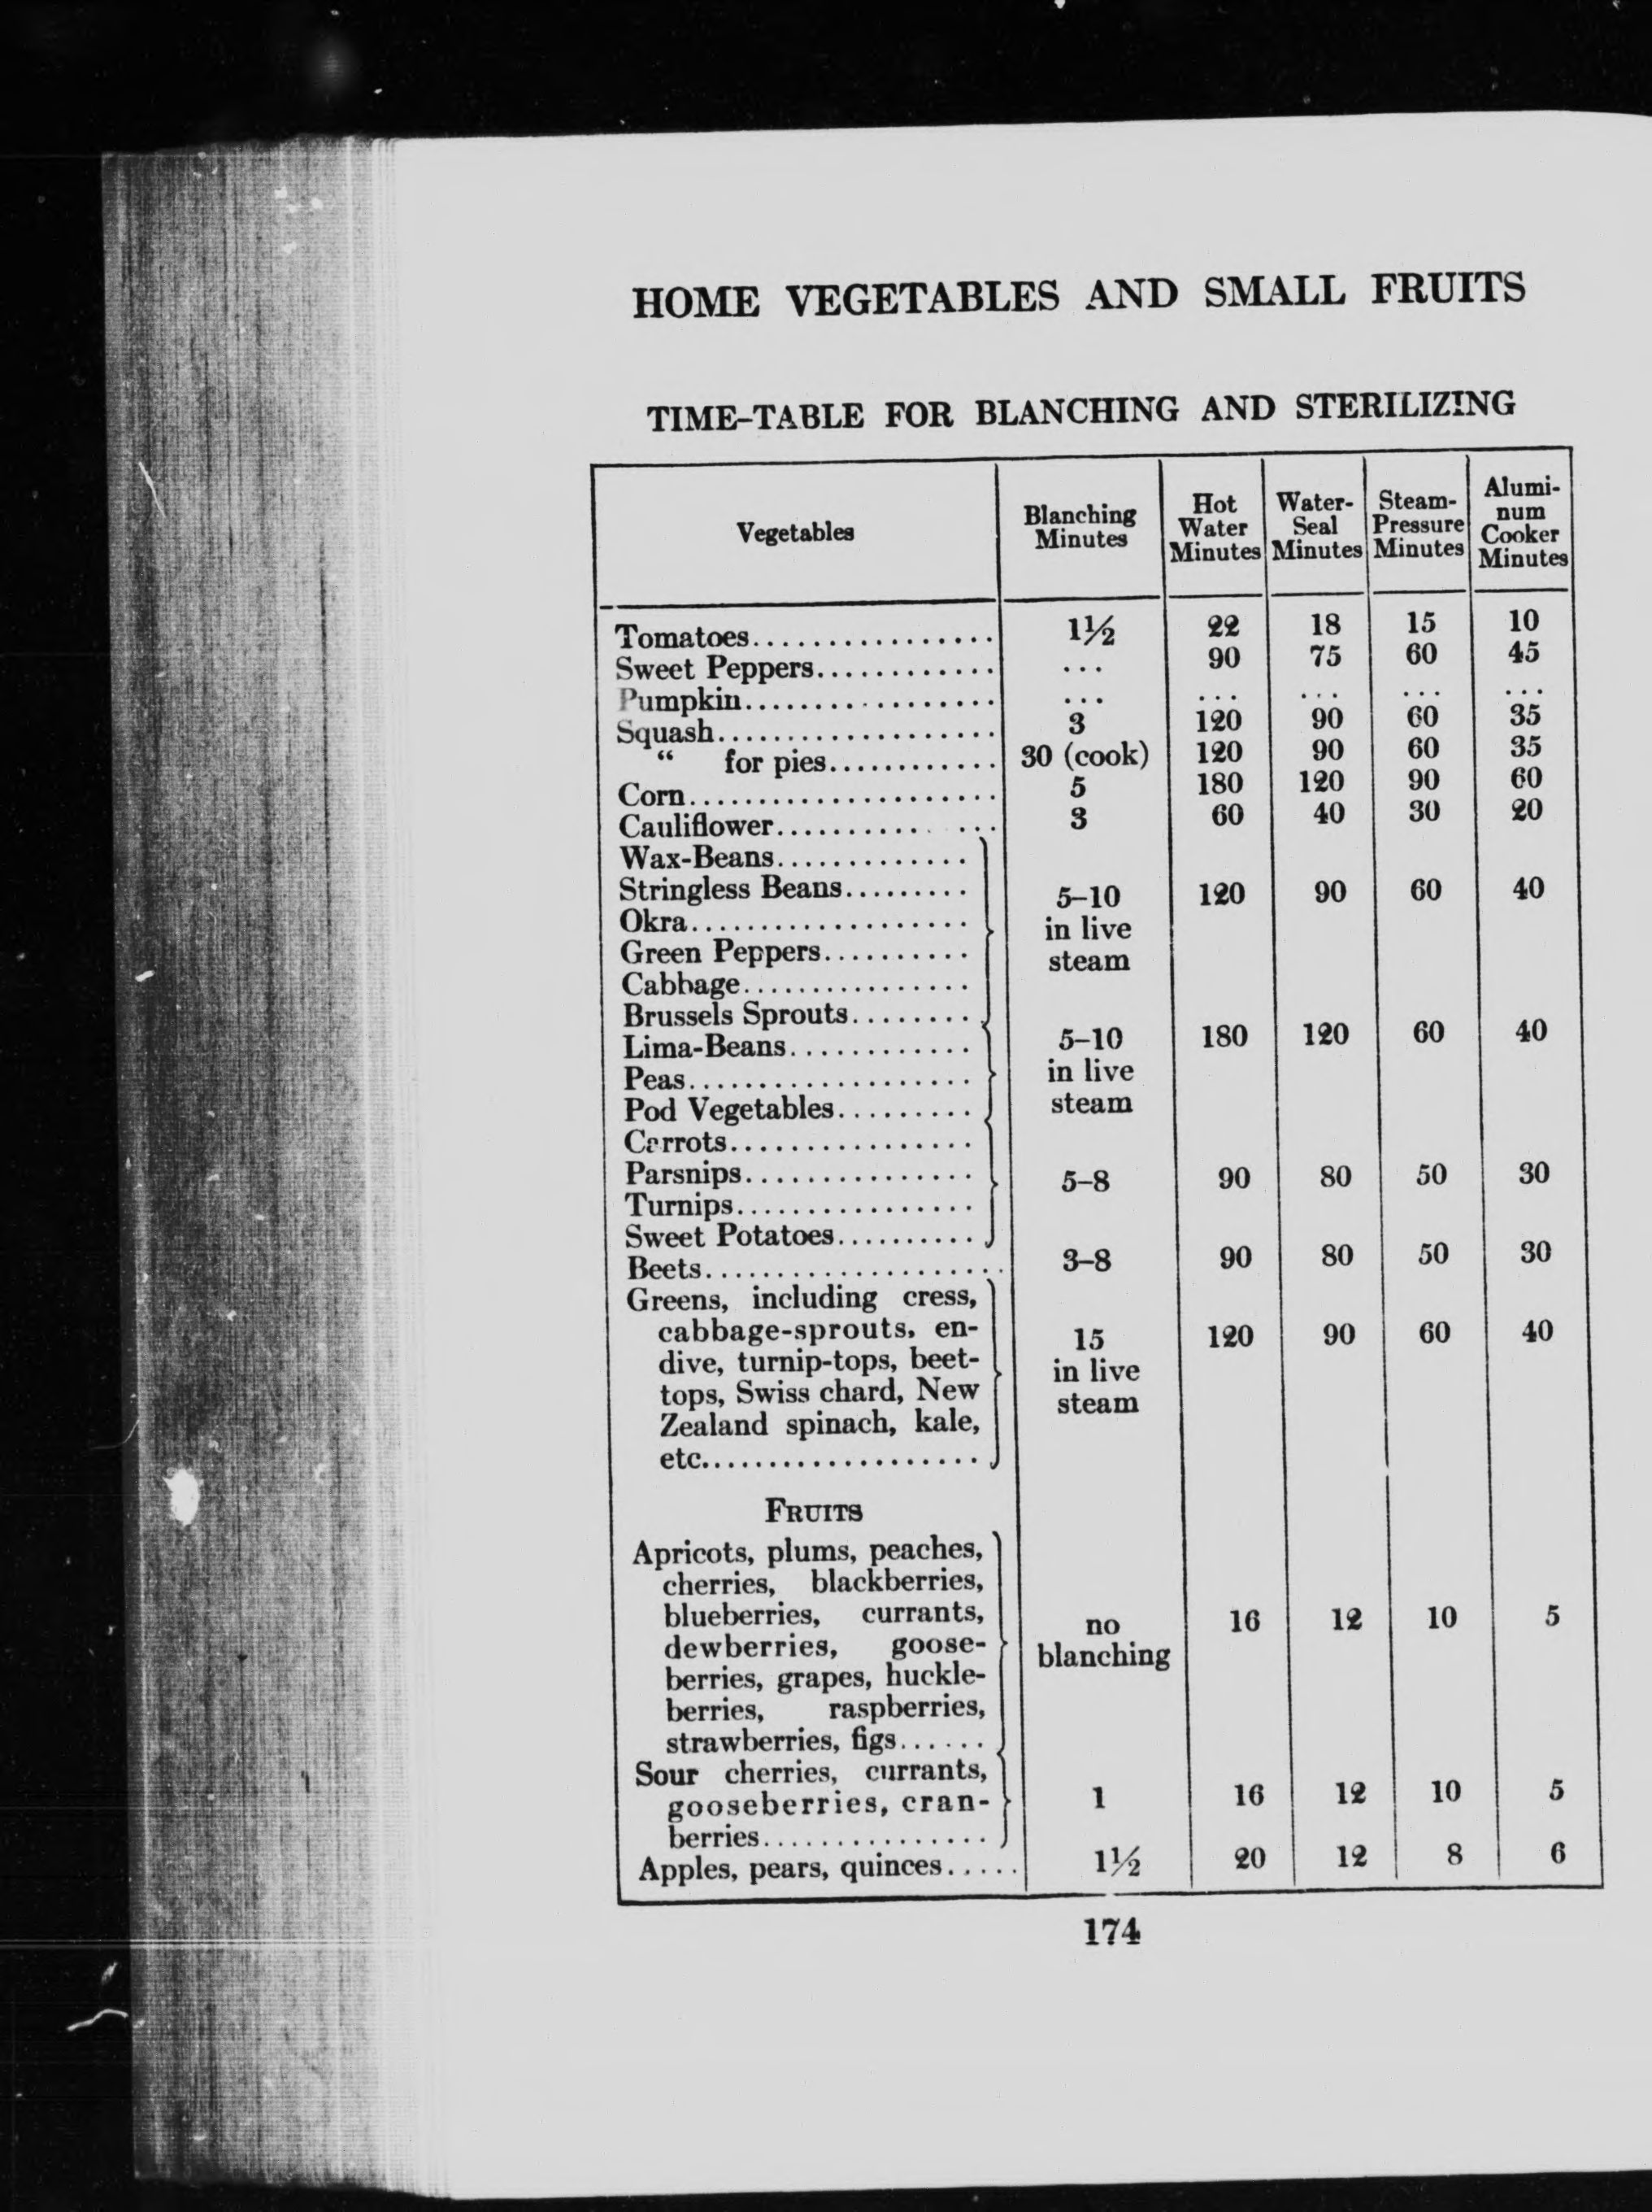 HOME VEGETABLES AND SMALL FRUITS
TIME-TABLE FOR BLANCHING AND STERILIZING
Vegetables | Blanching Minutes | Hot Water Minutes | Water-Seal Minutes | Steam-Pressure Minutes | Alumi-num Cooker Minutes
Tomatoes................ 1½ 22 18 15 10
Sweet Peppers............ ... 90 75 60 45
Pumpkin................. ... ... ... ... ...
Squash................... 3 120 90 60 35
“ for pies............ 30 (cook) 120 90 60 35
Corn..................... 5 180 120 90 60
Cauliflower.............. 3 60 40 30 20
Wax-Beans.............
Stringless Beans......... 5–10 120 90 60 40
Okra.................... in live
Green Peppers.......... steam
Cabbage................
Brussels Sprouts.........
Lima-Beans............. 5–10 180 120 60 40
Peas.................... in live
Pod Vegetables.......... steam
Carrots................
Parsnips................ 5–8 90 80 50 30
Turnips.................
Sweet Potatoes..........
Beets..................... 3–8 90 80 50 30
Greens, including cress,
cabbage-sprouts, en- 15 120 90 60 40
dive, turnip-tops, beet- in live
tops, Swiss chard, New steam
Zealand spinach, kale,
etc....................
FRUITS
Apricots, plums, peaches,
cherries, blackberries,
blueberries, currants, no 16 12 10 5
dewberries, goose- blanching
berries, grapes, huckle-
berries, raspberries,
strawberries, figs......
Sour cherries, currants,
gooseberries, cran- 1 16 12 10 5
berries................
Apples, pears, quinces..... 1½ 20 12 8 6
174